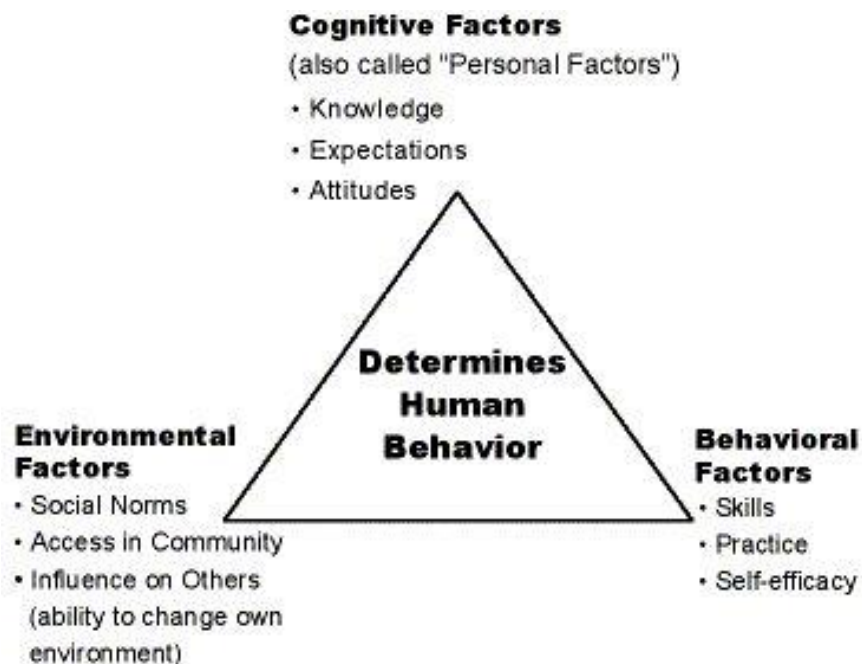 Cognitive Factors
(also called "Personal Factors")
• Knowledge
• Expectations
• Attitudes
Determines
Human
Behavior
Environmental
Factors
• Social Norms
• Access in Community
• Influence on Others
(ability to change own
environment)
Behavioral
Factors
• Skills
• Practice
• Self-efficacy